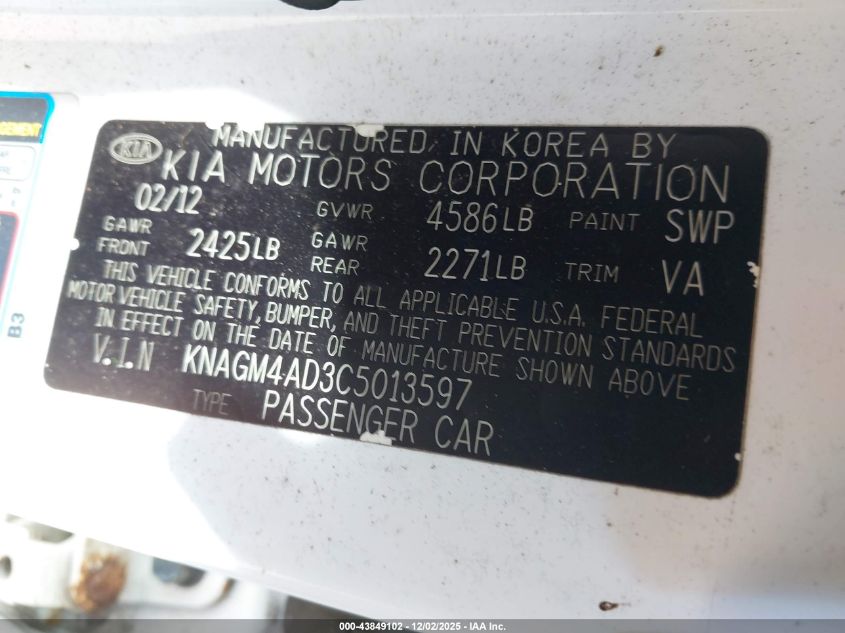 MANUFACTURED IN KOREA BY
KIA KIA MOTORS CORPORATION
02/12 GVWR 4586LB PAINT SWP
GAWR FRONT 2425LB GAWR REAR 2271LB TRIM VA
THIS VEHICLE CONFORMS TO ALL APPLICABLE U.S.A. FEDERAL
MOTOR VEHICLE SAFETY, BUMPER, AND THEFT PREVENTION STANDARDS
IN EFFECT ON THE DATE OF MANUFACTURE SHOWN ABOVE
V.I.N KNAGM4AD3C5013597
TYPE PASSENGER CAR
B3
000-43849102 - 12/02/2025 - IAA Inc.